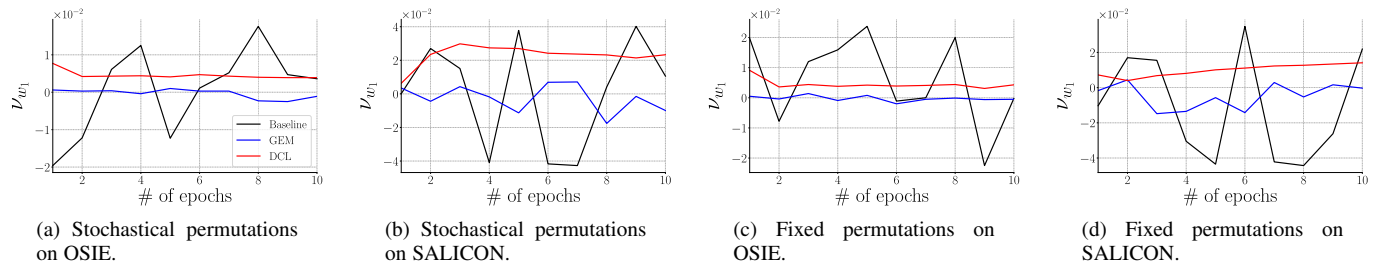 ×10⁻²
1
0
−1
−2
ν_{w_1}
2
4
6
8
10
# of epochs
Baseline
GEM
DCL
(a) Stochastical permutations
on OSIE.
×10⁻²
4
2
0
−2
−4
ν_{w_1}
2
4
6
8
10
# of epochs
(b) Stochastical permutations
on SALICON.
×10⁻²
2
1
0
−1
−2
ν_{w_1}
2
4
6
8
10
# of epochs
(c) Fixed permutations on
OSIE.
×10⁻²
4
2
0
−2
−4
ν_{w_1}
2
4
6
8
10
# of epochs
(d) Fixed permutations on
SALICON.